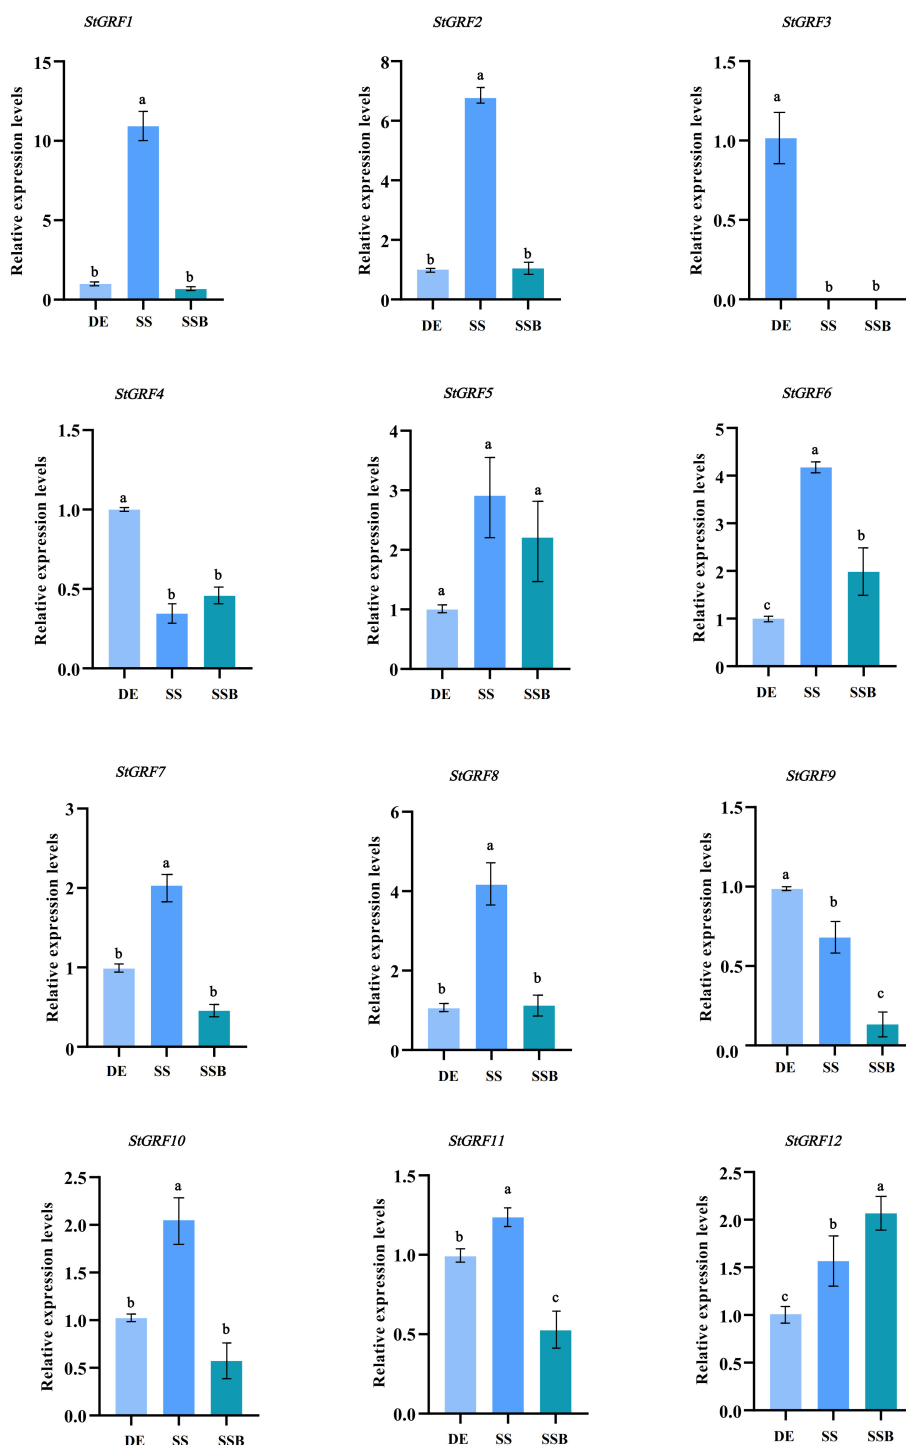 StGRF1
StGRF2
StGRF3
Relative expression levels
15
10
5
0
b
a
b
DE
SS
SSB
Relative expression levels
8
6
4
2
0
b
a
b
DE
SS
SSB
Relative expression levels
1.5
1.0
0.5
0.0
a
b
b
DE
SS
SSB
StGRF4
StGRF5
StGRF6
Relative expression levels
1.5
1.0
0.5
0.0
a
b
b
DE
SS
SSB
Relative expression levels
4
3
2
1
0
a
a
a
DE
SS
SSB
Relative expression levels
5
4
3
2
1
0
c
a
b
DE
SS
SSB
StGRF7
StGRF8
StGRF9
Relative expression levels
3
2
1
0
b
a
b
DE
SS
SSB
Relative expression levels
6
4
2
0
b
a
b
DE
SS
SSB
Relative expression levels
1.5
1.0
0.5
0.0
a
b
c
DE
SS
SSB
StGRF10
StGRF11
StGRF12
Relative expression levels
2.5
2.0
1.5
1.0
0.5
0.0
b
a
b
DE
SS
SSB
Relative expression levels
1.5
1.0
0.5
0.0
b
a
c
DE
SS
SSB
Relative expression levels
2.5
2.0
1.5
1.0
0.5
0.0
c
b
a
DE
SS
SSB